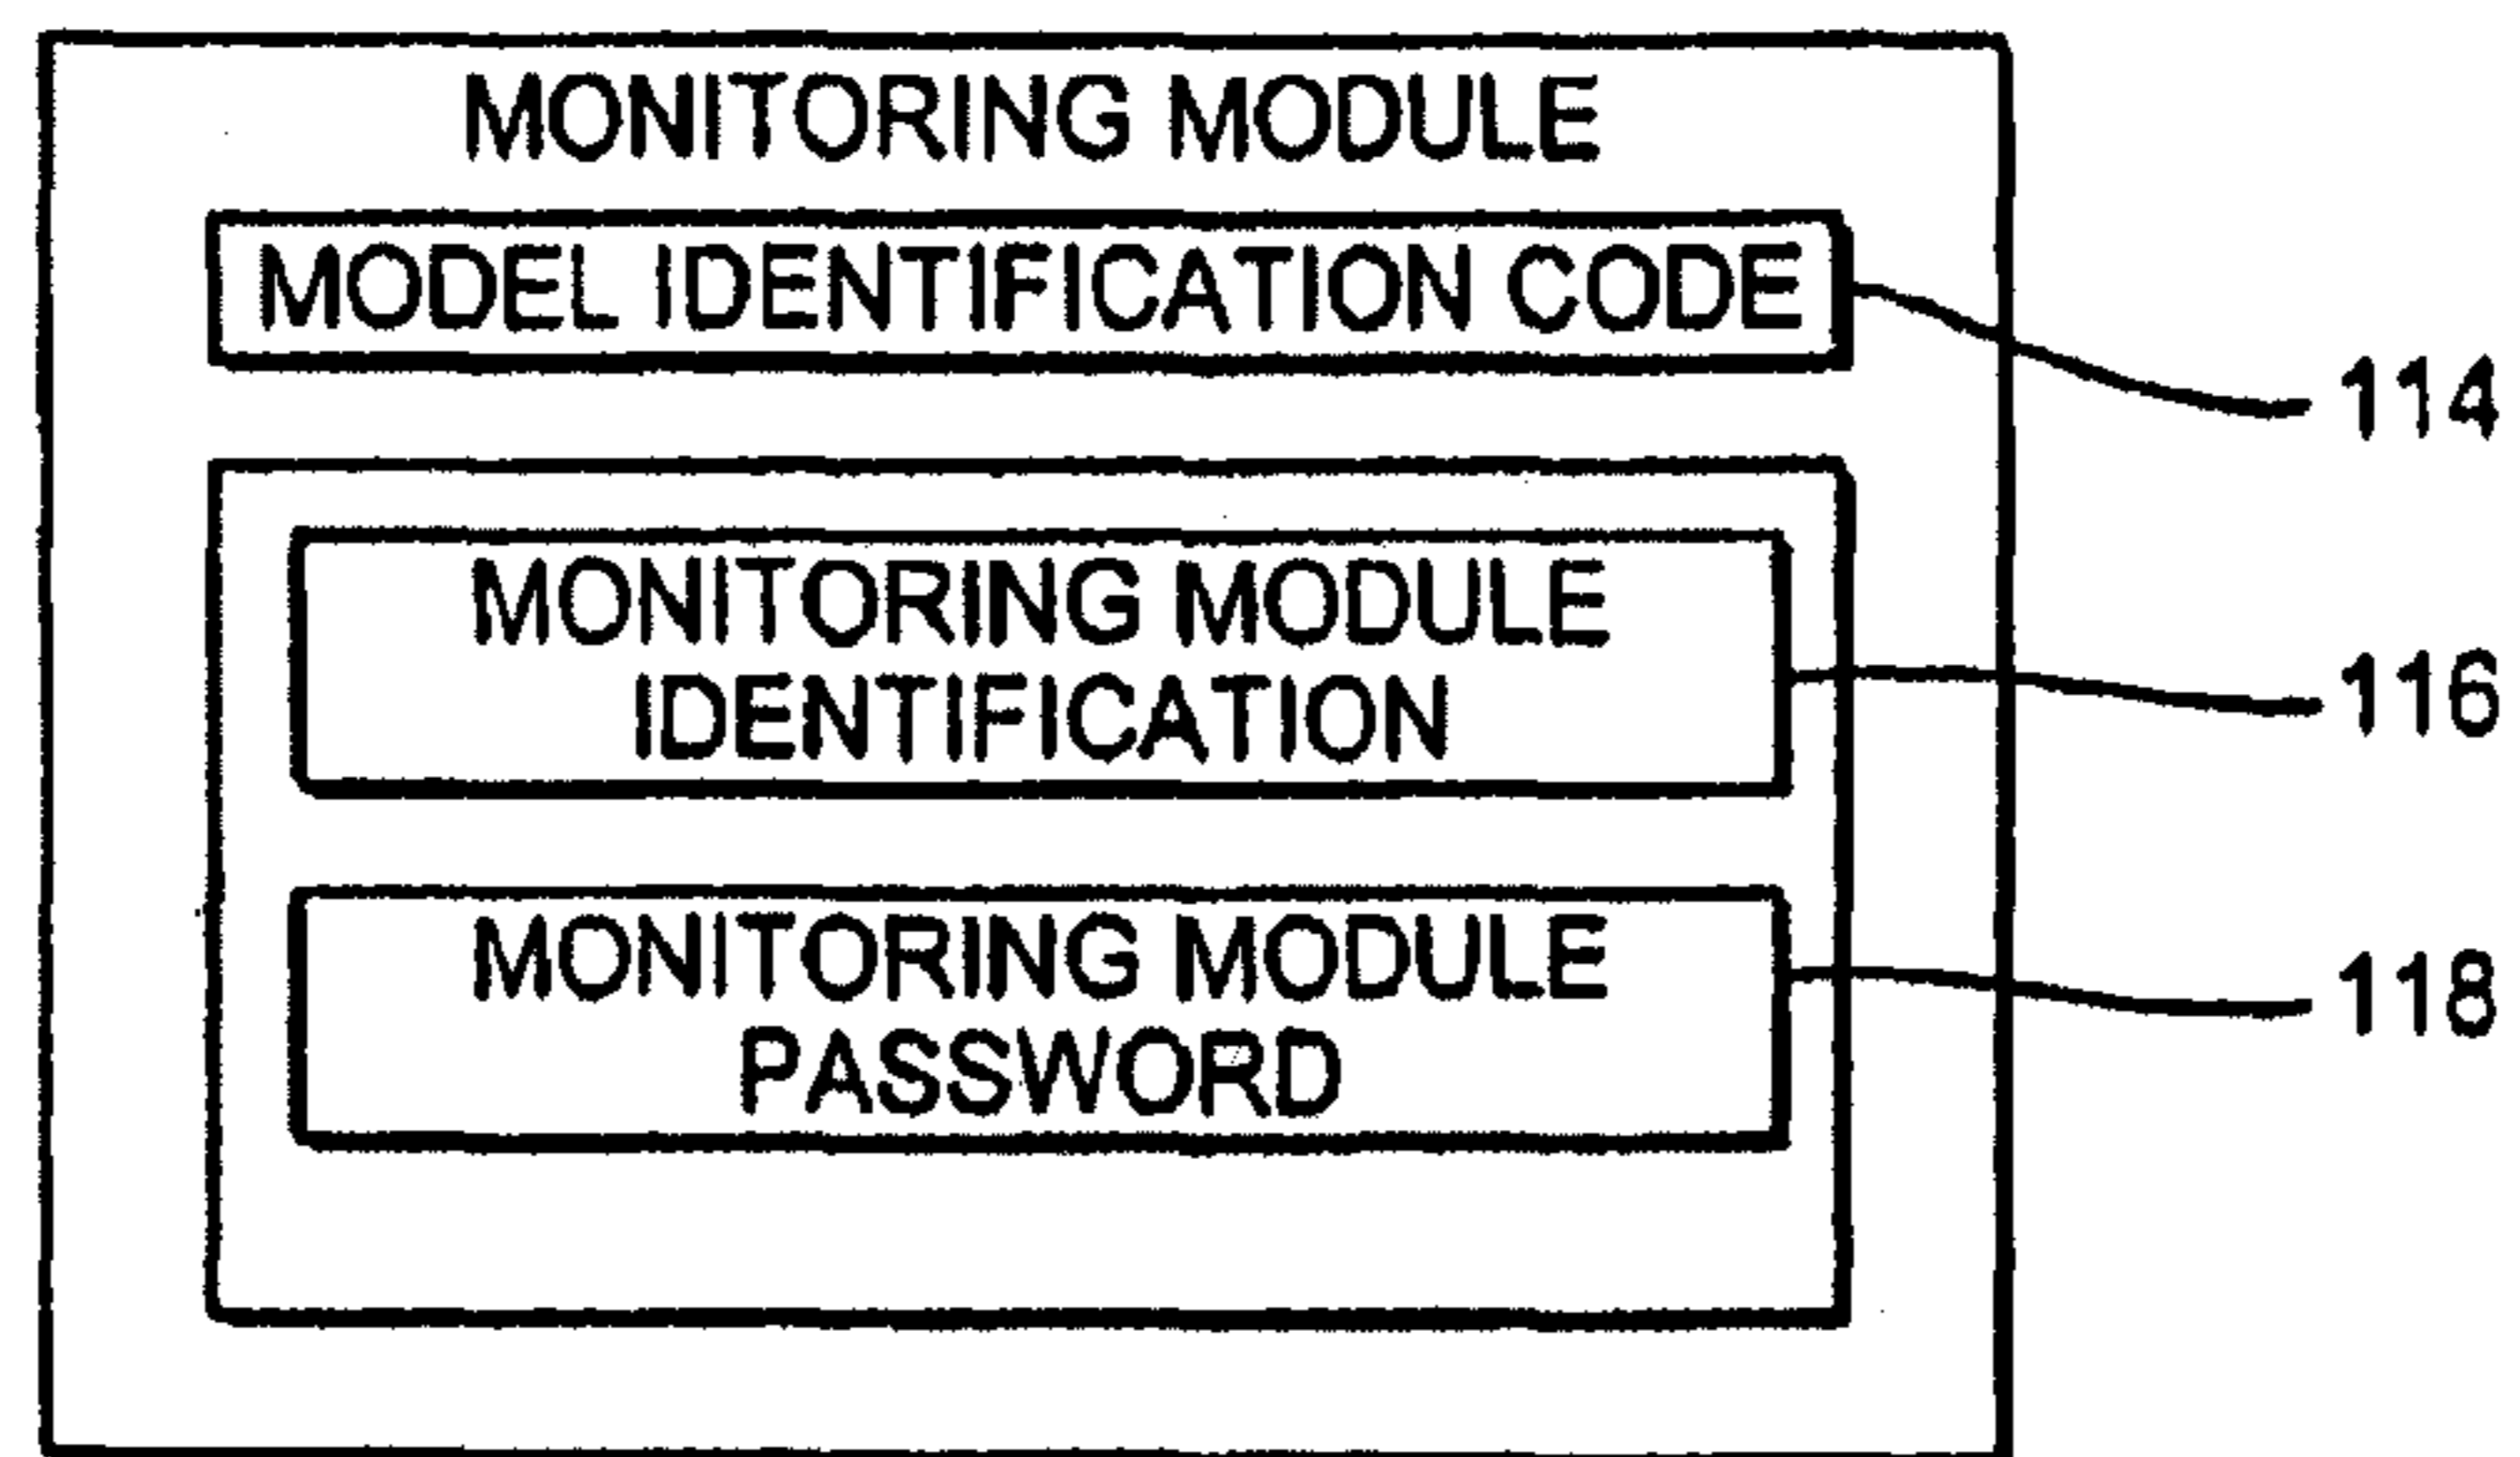 MONITORING MODULE
MODEL IDENTIFICATION CODE
114
MONITORING MODULE
IDENTIFICATION
116
MONITORING MODULE
PASSWORD
118